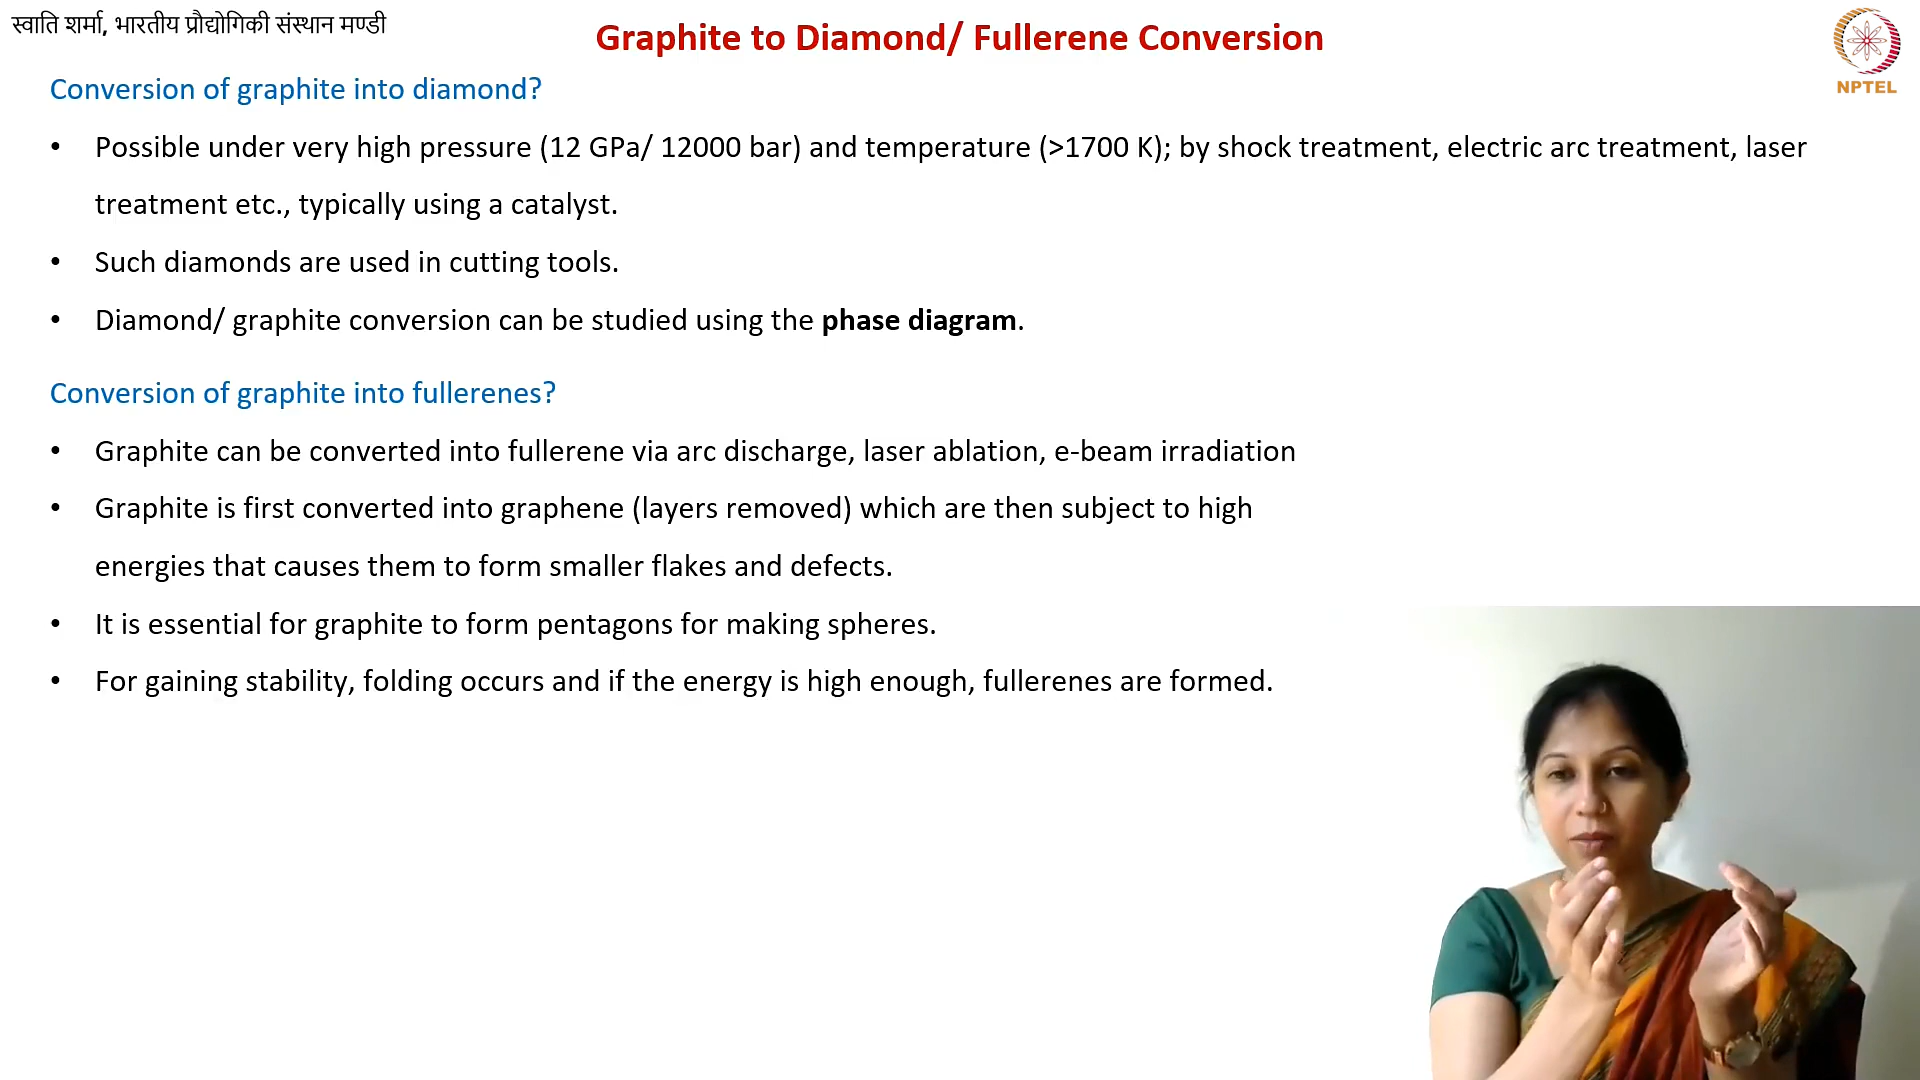 स्वाति शर्मा, भारतीय प्रौद्योगिकी संस्थान मण्डी
Graphite to Diamond/ Fullerene Conversion
NPTEL
Conversion of graphite into diamond?
• Possible under very high pressure (12 GPa/ 12000 bar) and temperature (>1700 K); by shock treatment, electric arc treatment, laser
treatment etc., typically using a catalyst.
• Such diamonds are used in cutting tools.
• Diamond/ graphite conversion can be studied using the phase diagram.
Conversion of graphite into fullerenes?
• Graphite can be converted into fullerene via arc discharge, laser ablation, e-beam irradiation
• Graphite is first converted into graphene (layers removed) which are then subject to high
energies that causes them to form smaller flakes and defects.
• It is essential for graphite to form pentagons for making spheres.
• For gaining stability, folding occurs and if the energy is high enough, fullerenes are formed.